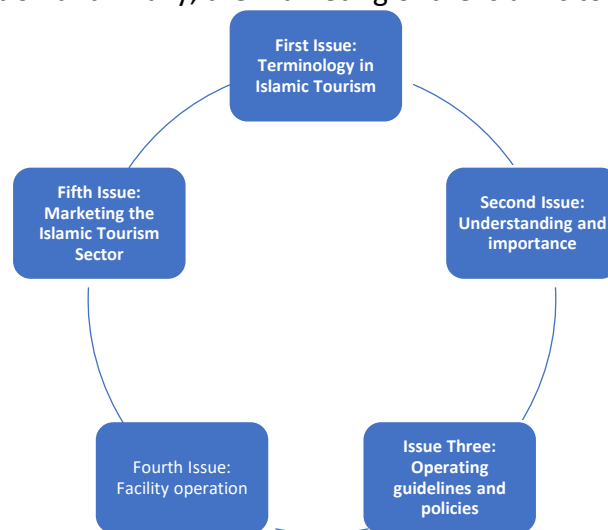 First Issue:
Terminology in
Islamic Tourism
Second Issue:
Understanding and
importance
Issue Three:
Operating
guidelines and
policies
Fourth Issue:
Facility operation
Fifth Issue:
Marketing the
Islamic Tourism
Sector